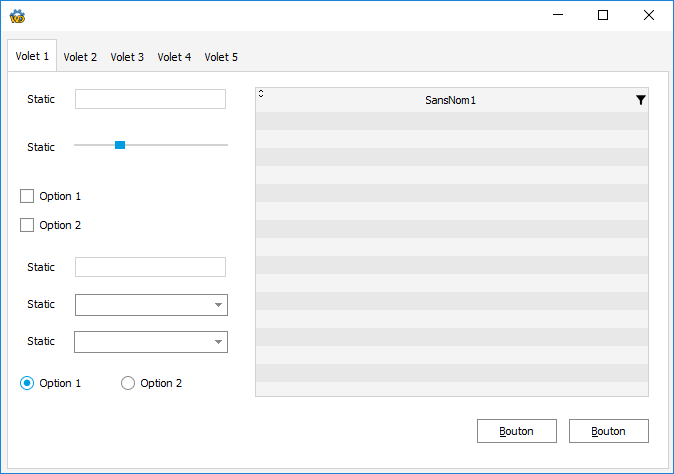 Volet 1 Volet 2 Volet 3 Volet 4 Volet 5
Static
SansNom1
Static
Option 1
Option 2
Static
Static
Static
Option 1 Option 2
Bouton Bouton